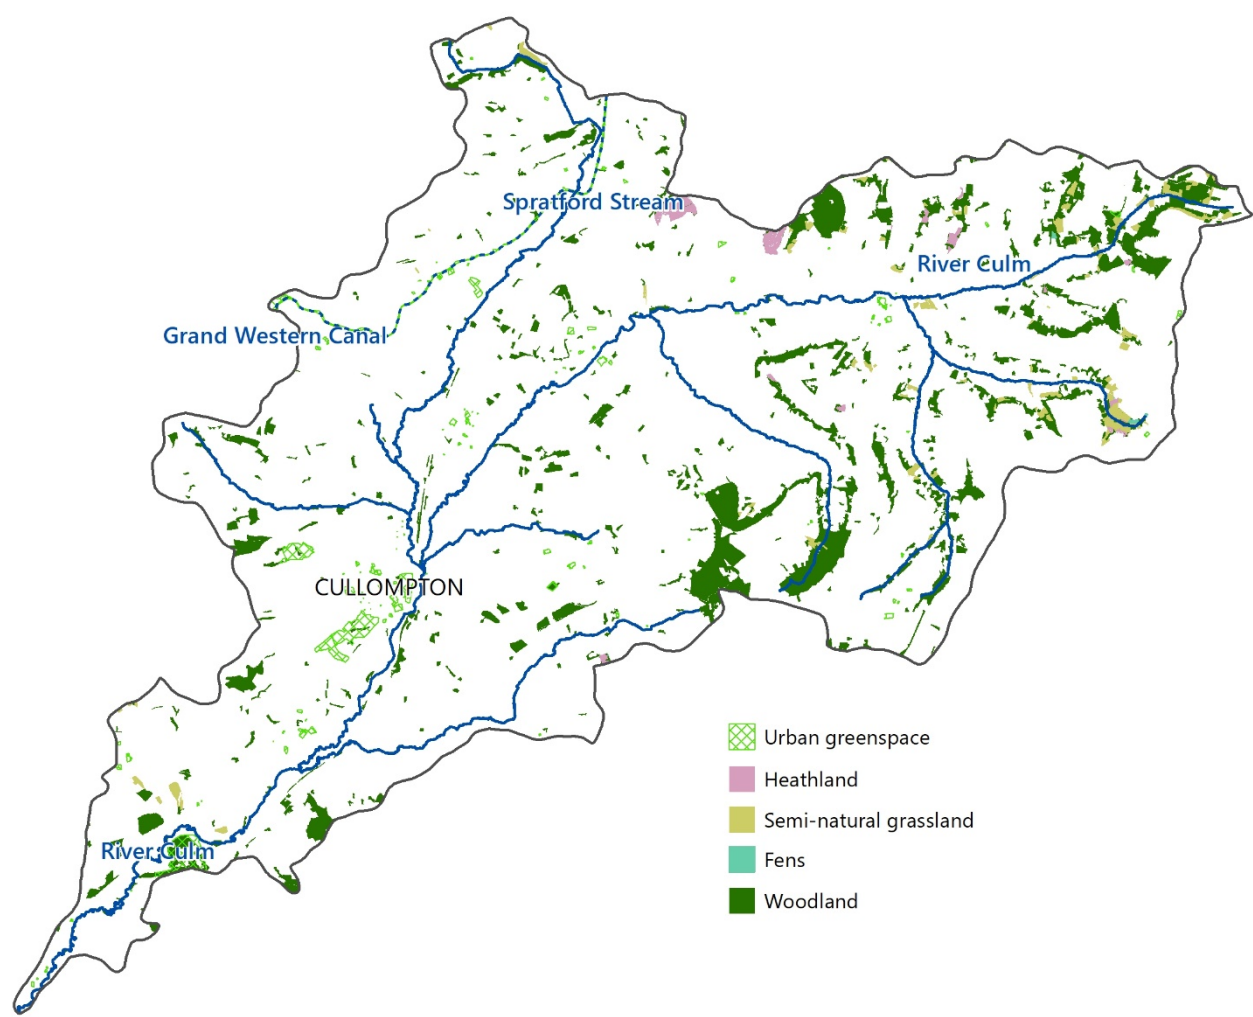 Spratford Stream
River Culm
Grand Western Canal
CULLOMPTON
Urban greenspace
Heathland
Semi-natural grassland
River Culm
Fens
Woodland